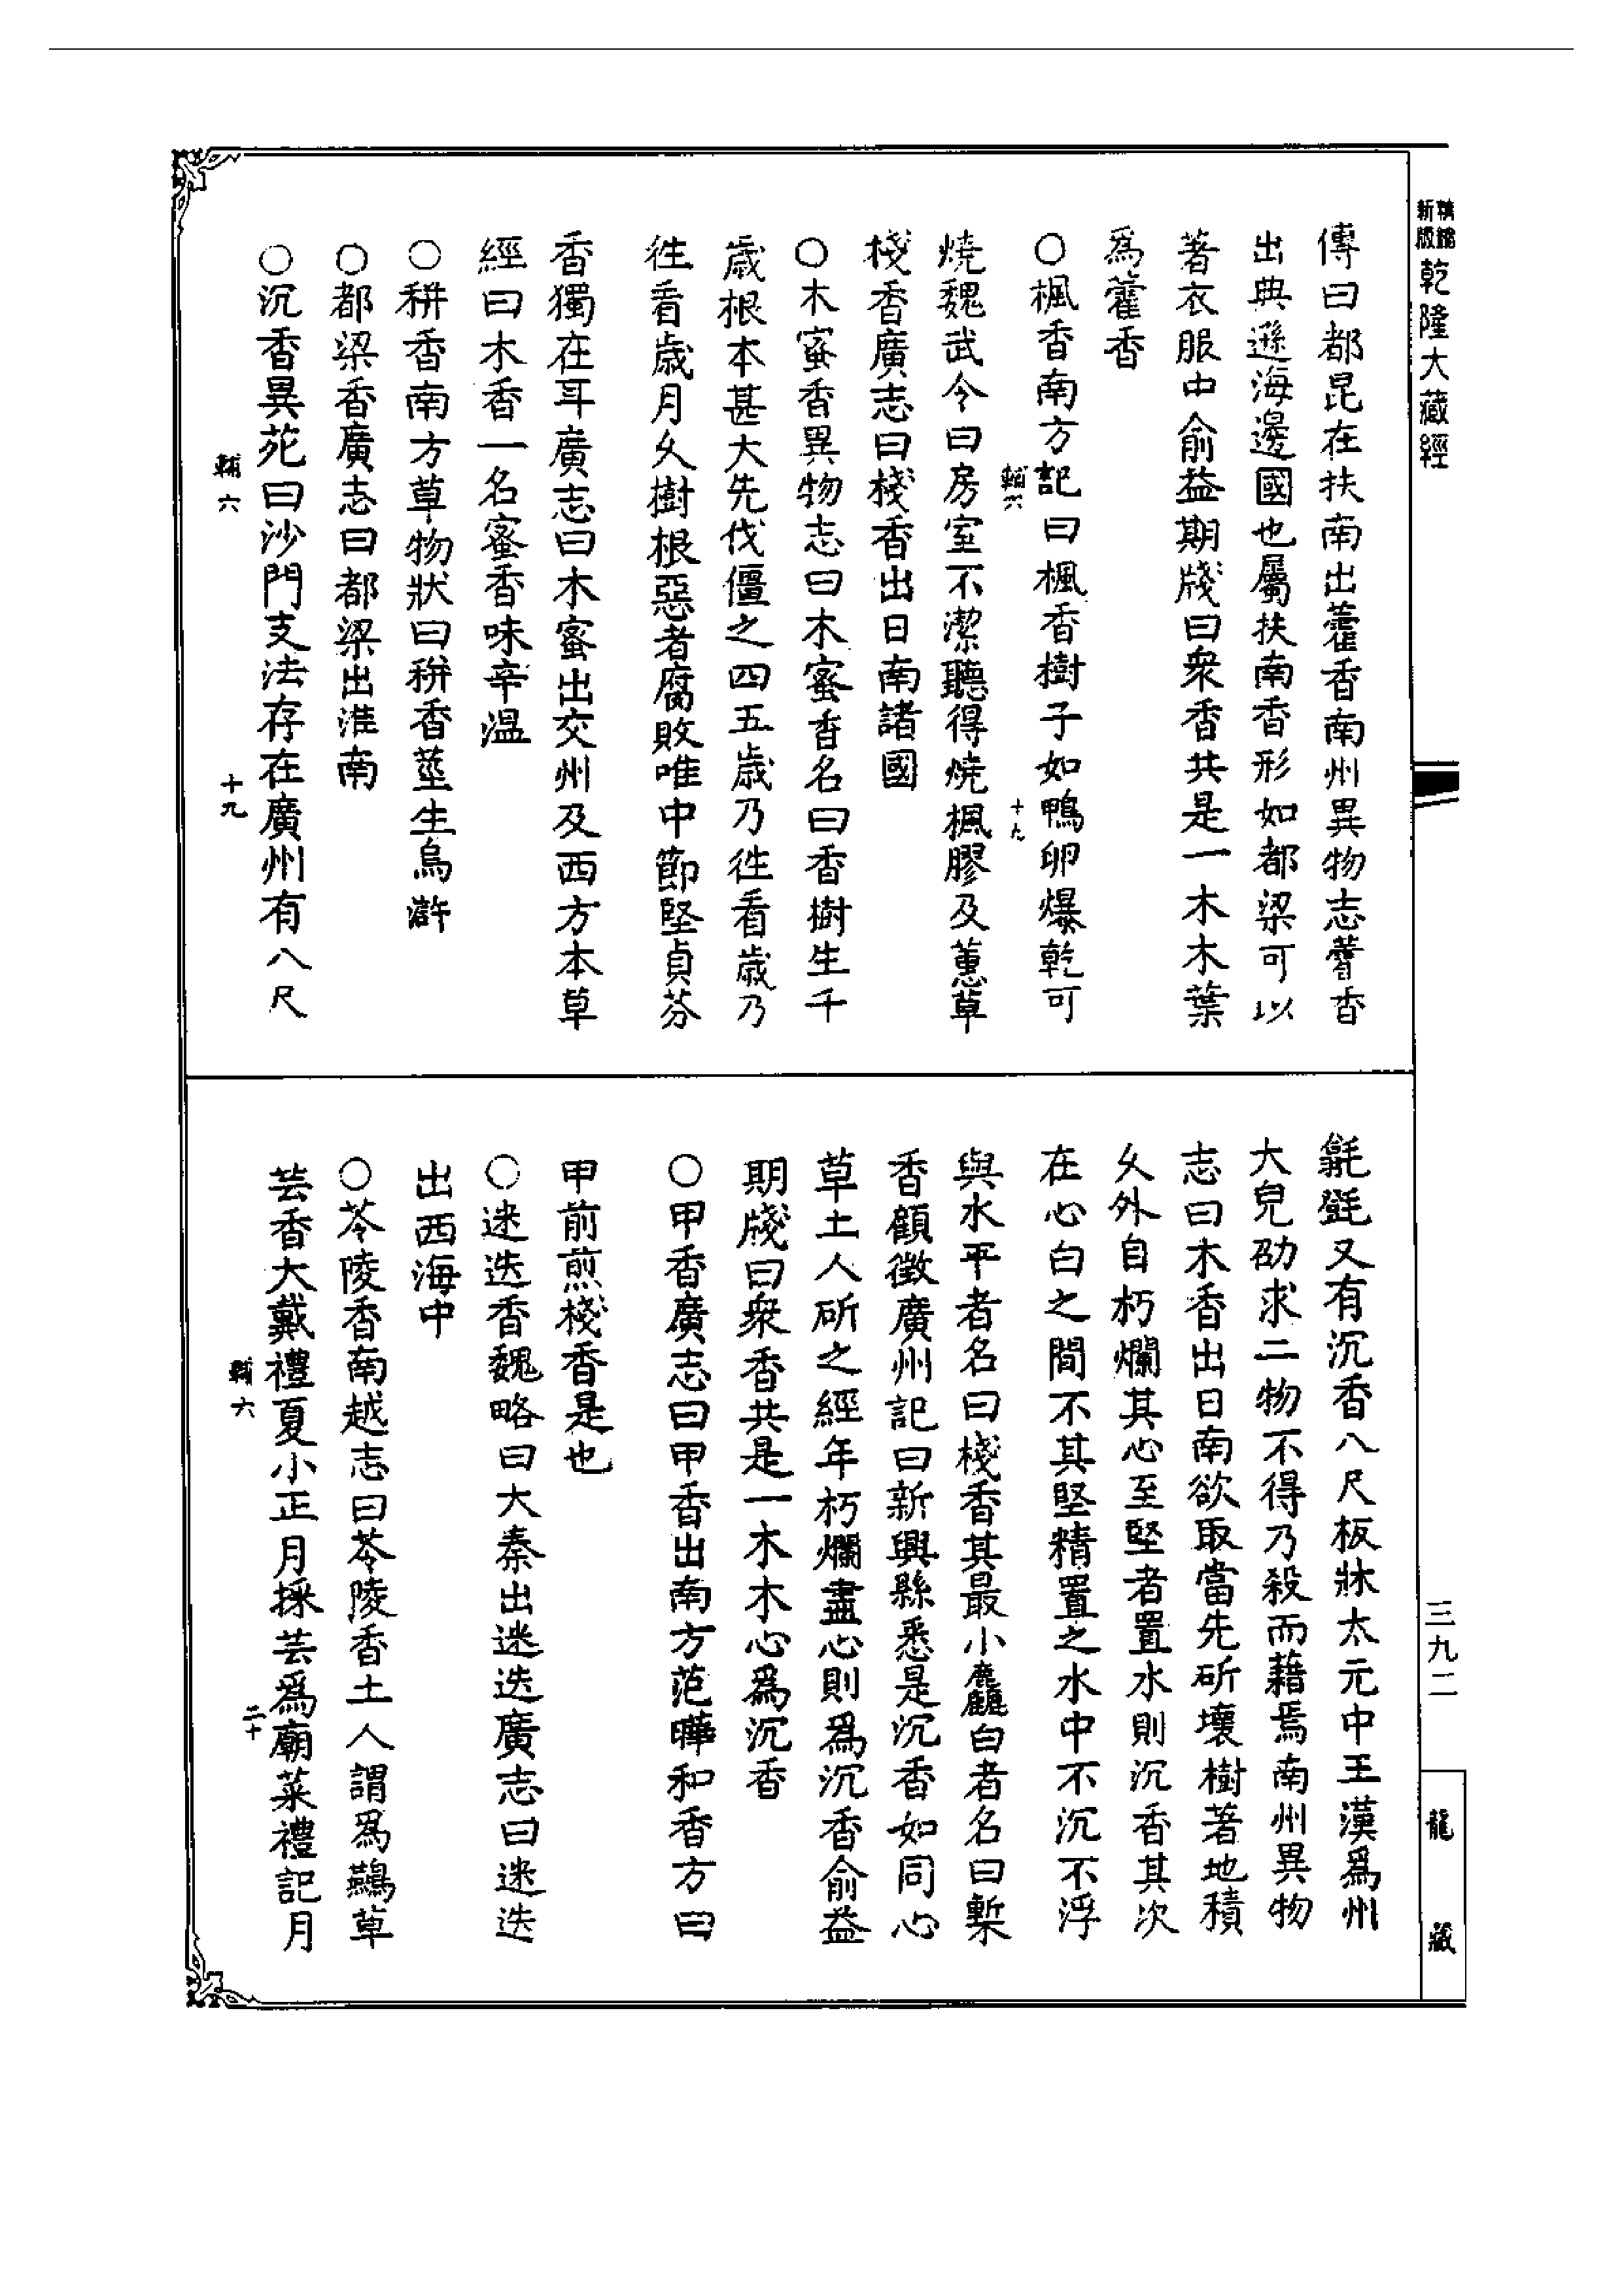 精編新版乾隆大藏經
傳曰都昆在扶南出藿香南州異物志藿香
出典遜海邊國也屬扶南香形如都梁可以
著衣服中俞益期牋曰衆香共是一木木葉
爲藿香
○楓香南方記曰楓香樹子如鴨卵爆乾可
輔六 十九
燒魏武令曰房室不潔聽得燒楓膠及蕙草
棧香廣志曰棧香出日南諸國
○木蜜香異物志曰木蜜香名曰香樹生千
歲根本甚大先伐僵之四五歲乃徃看歲乃
徃看歲月久樹根惡者腐敗唯中節堅貞芬
香獨在耳廣志曰木蜜出交州及西方本草
經曰木香一名蜜香味辛溫
○䅣香南方草物狀曰䅣香莖生烏滸
○都梁香廣志曰都梁出淮南
○沉香異苑曰沙門支法存在廣州有八尺
輔六 十九
㲮㲪又有沉香八尺板牀太元中王漢爲州
大兒劭求二物不得乃殺而藉焉南州異物
志曰木香出日南欲取當先斫壞樹著地積
久外自朽爛其心至堅者置水則沉香其次
在心白之間不其堅精置之水中不沉不浮
與水平者名曰棧香其最小麤白者名曰槧
香顧徵廣州記曰新興縣悉是沉香如同心
草土人斫之經年朽爛盡心則爲沉香俞益
期牋曰衆香共是一木木心爲沉香
○甲香廣志曰甲香出南方范曄和香方曰
甲前煎棧香是也
○迷迭香魏略曰大秦出迷迭廣志曰迷迭
出西海中
○苓陵香南越志曰苓陵香土人謂爲鷰草
芸香大戴禮夏小正月採芸爲廟菜禮記月
輔六 二十
三九二
龍藏